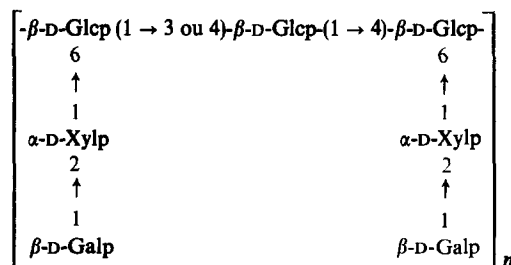 -β-D-Glcp (1 → 3 ou 4)-β-D-Glcp-(1 → 4)-β-D-Glcp-
6 6
↑ ↑
1 1
α-D-Xylp α-D-Xylp
2 2
↑ ↑
1 1
β-D-Galp β-D-Galp
n